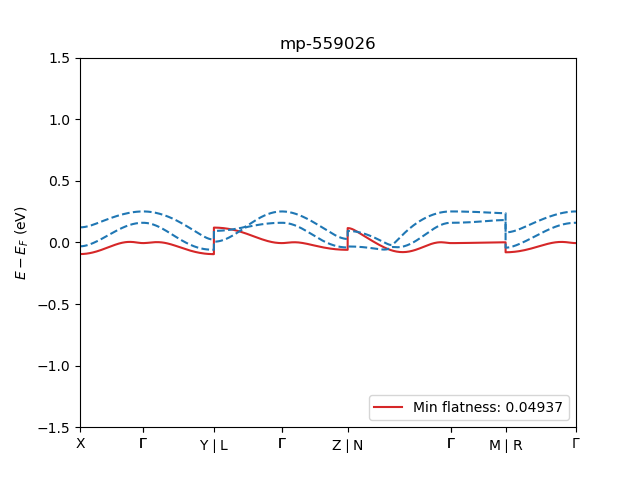 mp-559026
1.5
1.0
0.5
0.0
−0.5
−1.0
−1.5
E − E_F (eV)
X Γ Y | L Γ Z | N Γ M | R Γ
Min flatness: 0.04937